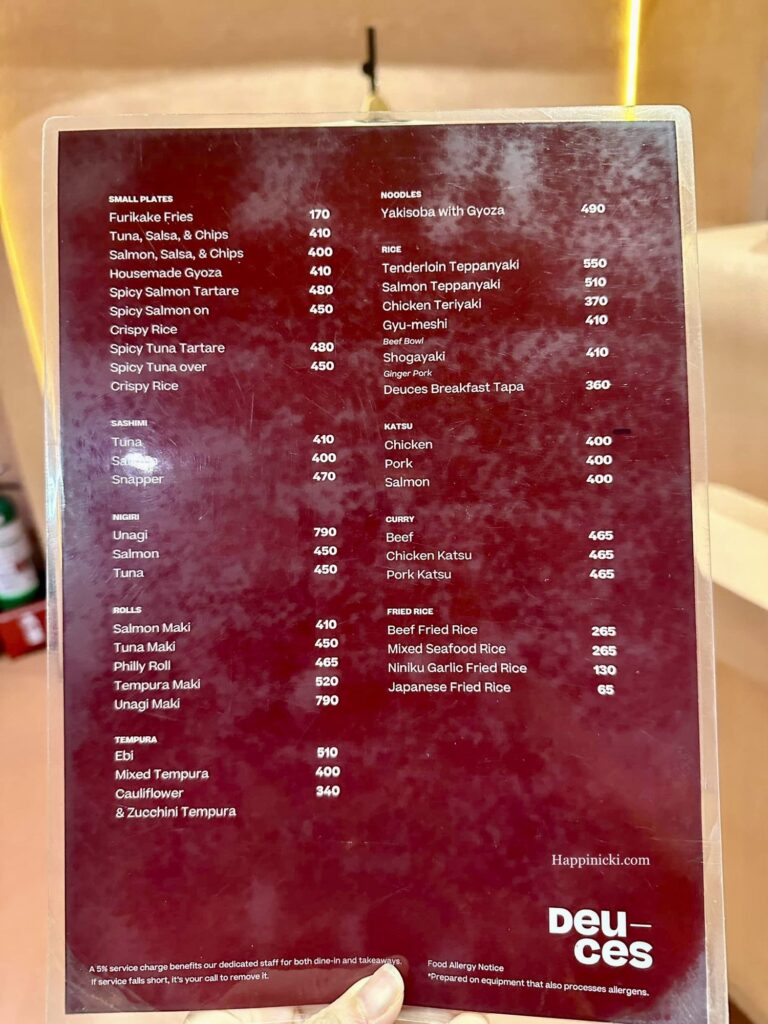 SMALL PLATES
Furikake Fries 170
Tuna, Salsa, & Chips 410
Salmon, Salsa, & Chips 400
Housemade Gyoza 410
Spicy Salmon Tartare 480
Spicy Salmon on 450
Crispy Rice
Spicy Tuna Tartare 480
Spicy Tuna over 450
Crispy Rice
SASHIMI
Tuna 410
Salmon 400
Snapper 470
NIGIRI
Unagi 790
Salmon 450
Tuna 450
ROLLS
Salmon Maki 410
Tuna Maki 450
Philly Roll 465
Tempura Maki 520
Unagi Maki 790
TEMPURA
Ebi 510
Mixed Tempura 400
Cauliflower 340
& Zucchini Tempura
NOODLES
Yakisoba with Gyoza 490
RICE
Tenderloin Teppanyaki 550
Salmon Teppanyaki 510
Chicken Teriyaki 370
Gyu-meshi 410
Beef Bowl
Shogayaki 410
Ginger Pork
Deuces Breakfast Tapa 360
KATSU
Chicken 400
Pork 400
Salmon 400
CURRY
Beef 465
Chicken Katsu 465
Pork Katsu 465
FRIED RICE
Beef Fried Rice 265
Mixed Seafood Rice 265
Niniku Garlic Fried Rice 130
Japanese Fried Rice 65
Happinicki.com
Deu–
ces
A 5% service charge benefits our dedicated staff for both dine-in and takeaways.
If service falls short, it's your call to remove it.
Food Allergy Notice
*Prepared on equipment that also processes allergens.